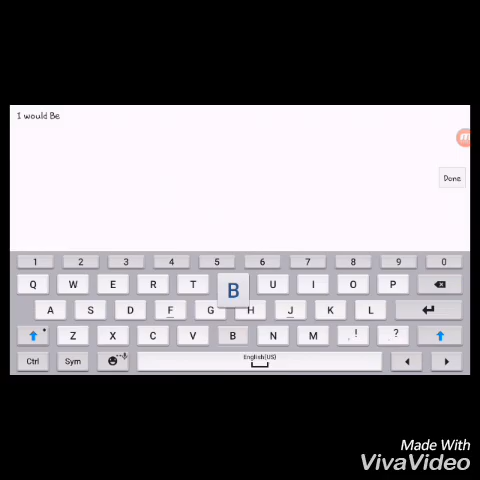 I would Be
Done
1 2 3 4 5 6 7 8 9 0
Q W E R T B U I O P
A S D F G H J K L
Z X C V B N M , ! . ?
Ctrl Sym English(US)
Made With
VivaVideo